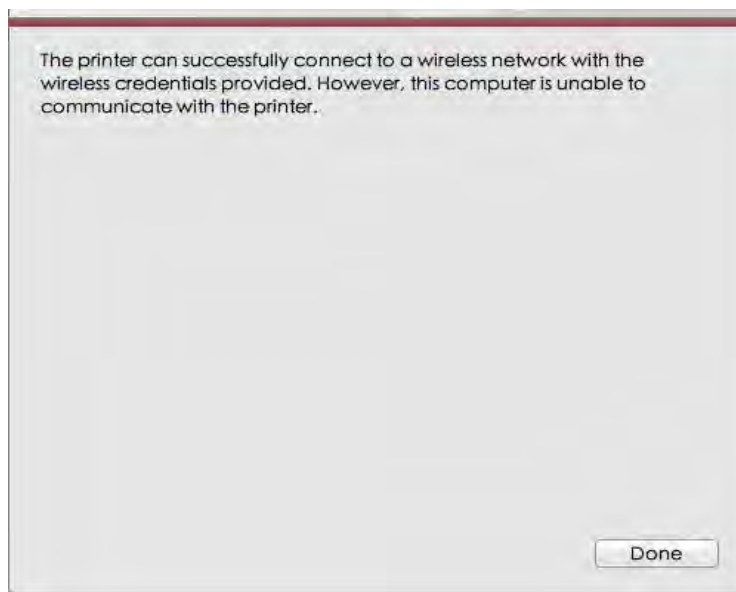 The printer can successfully connect to a wireless network with the
wireless credentials provided. However, this computer is unable to
communicate with the printer.
Done